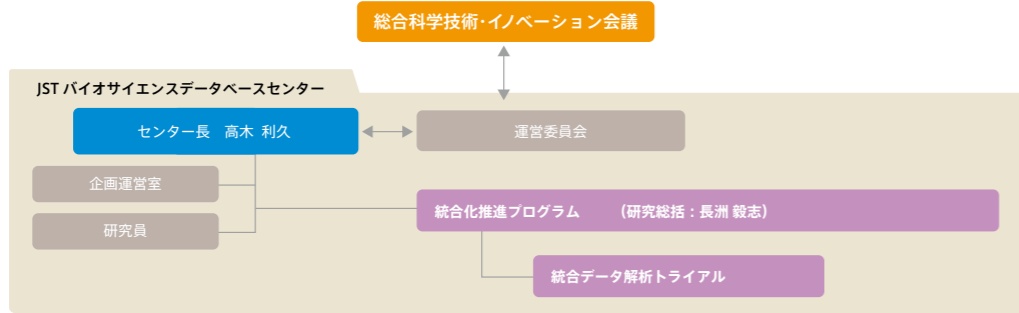 総合科学技術・イノベーション会議
JST バイオサイエンスデータベースセンター
センター長　高木 利久
運営委員会
企画運営室
統合化推進プログラム　　（研究総括：長洲 毅志）
研究員
統合データ解析トライアル